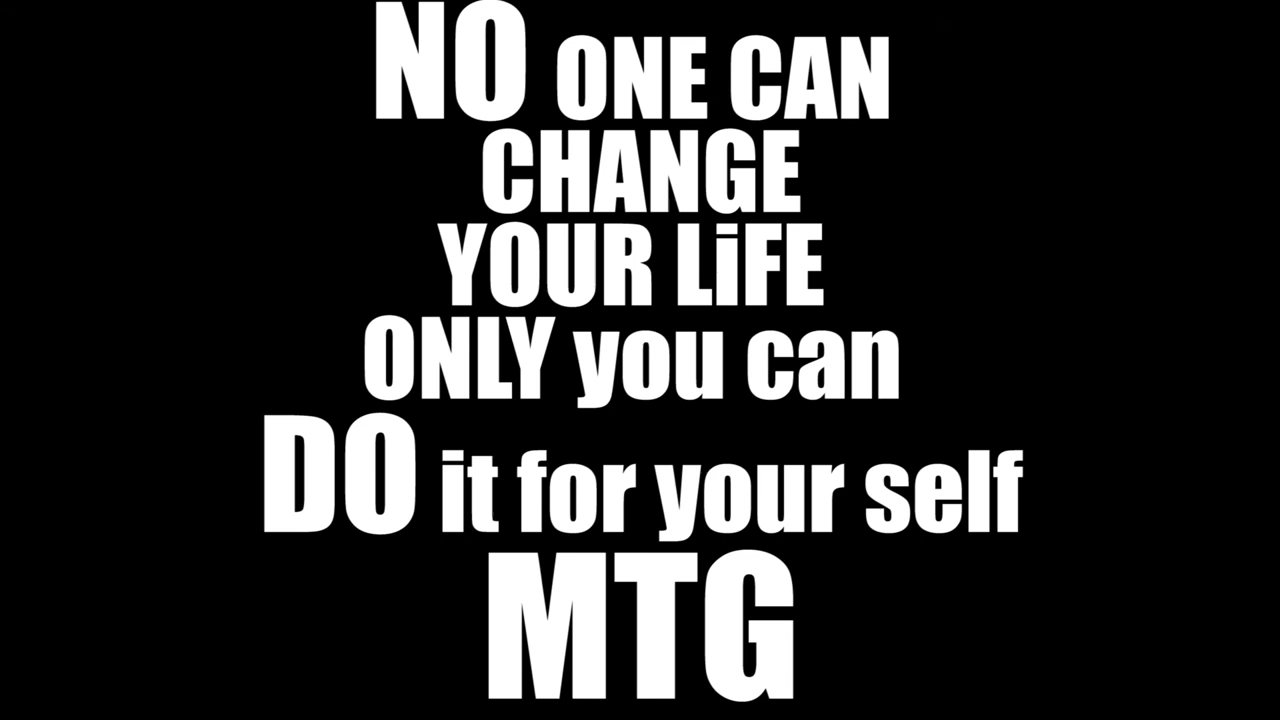 NO ONE CAN
CHANGE
YOUR LiFE
ONLY you can
DO it for your self
MTG